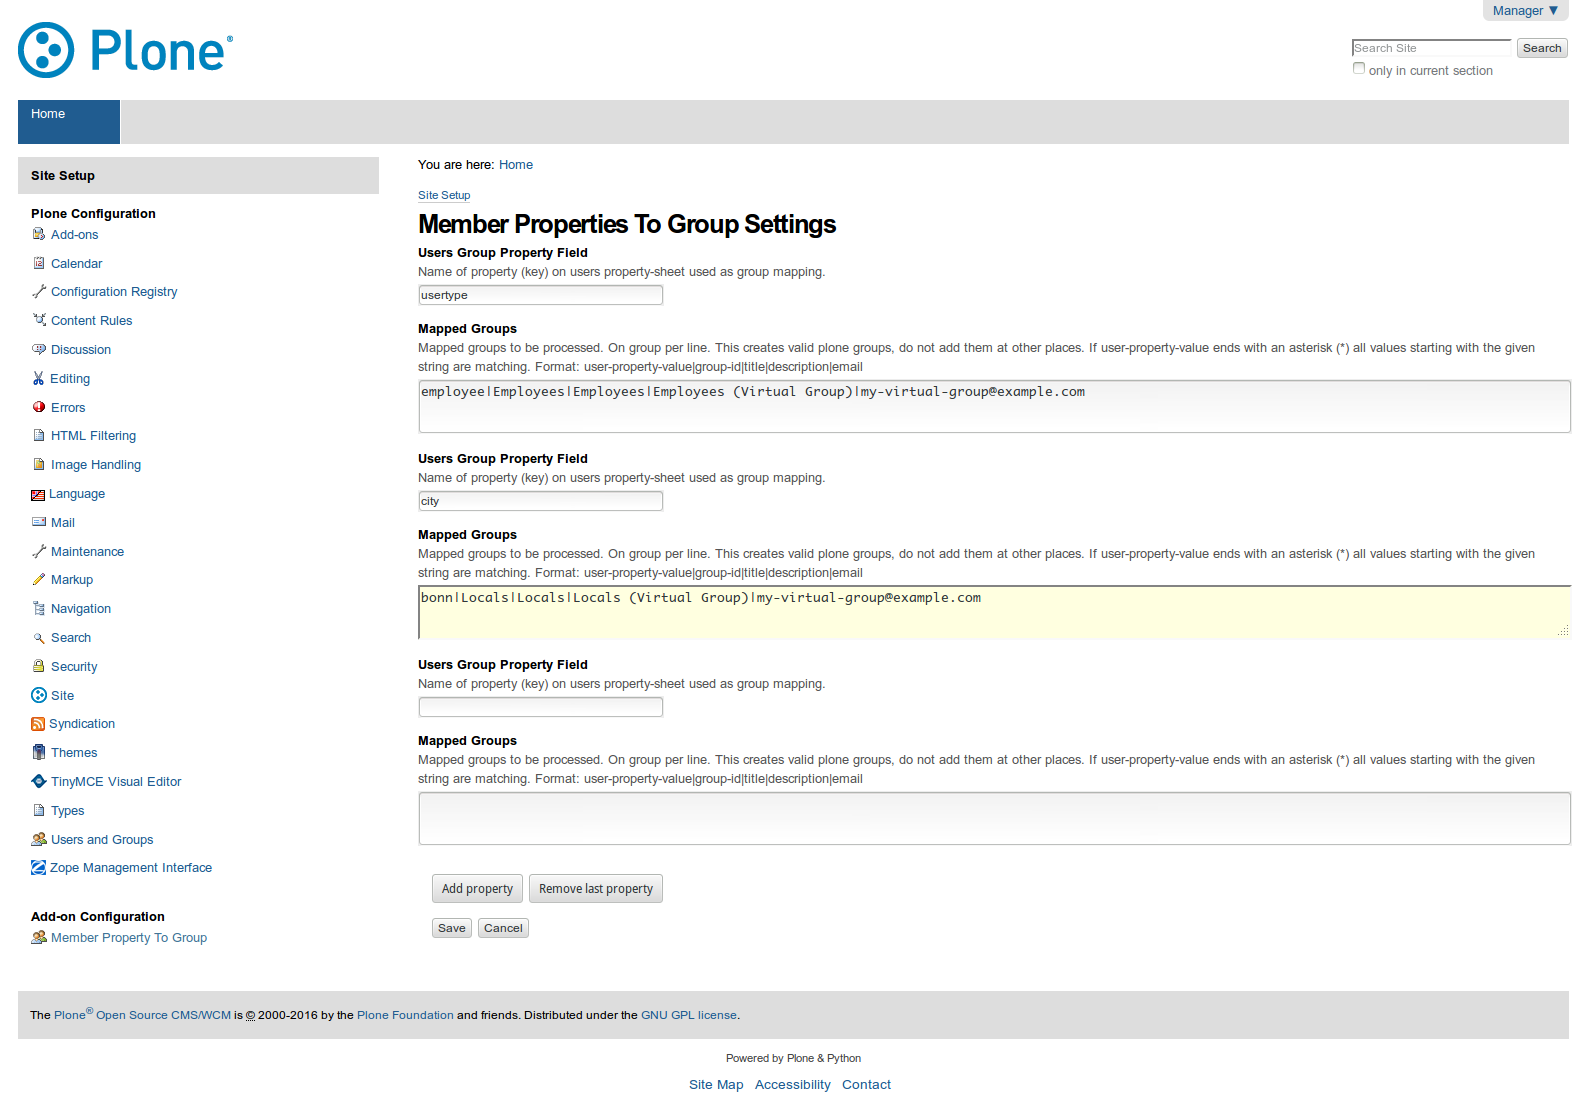 Manager ▼
Plone®
Search Site
Search
only in current section
Home
Site Setup
Plone Configuration
Add-ons
Calendar
Configuration Registry
Content Rules
Discussion
Editing
Errors
HTML Filtering
Image Handling
Language
Mail
Maintenance
Markup
Navigation
Search
Security
Site
Syndication
Themes
TinyMCE Visual Editor
Types
Users and Groups
Zope Management Interface
Add-on Configuration
Member Property To Group
You are here: Home
Site Setup
Member Properties To Group Settings
Users Group Property Field
Name of property (key) on users property-sheet used as group mapping.
usertype
Mapped Groups
Mapped groups to be processed. On group per line. This creates valid plone groups, do not add them at other places. If user-property-value ends with an asterisk (*) all values starting with the given
string are matching. Format: user-property-value|group-id|title|description|email
employee|Employees|Employees|Employees (Virtual Group)|my-virtual-group@example.com
Users Group Property Field
Name of property (key) on users property-sheet used as group mapping.
city
Mapped Groups
Mapped groups to be processed. On group per line. This creates valid plone groups, do not add them at other places. If user-property-value ends with an asterisk (*) all values starting with the given
string are matching. Format: user-property-value|group-id|title|description|email
bonn|Locals|Locals|Locals (Virtual Group)|my-virtual-group@example.com
Users Group Property Field
Name of property (key) on users property-sheet used as group mapping.
Mapped Groups
Mapped groups to be processed. On group per line. This creates valid plone groups, do not add them at other places. If user-property-value ends with an asterisk (*) all values starting with the given
string are matching. Format: user-property-value|group-id|title|description|email
Add property Remove last property
Save Cancel
The Plone® Open Source CMS/WCM is © 2000-2016 by the Plone Foundation and friends. Distributed under the GNU GPL license.
Powered by Plone & Python
Site Map Accessibility Contact